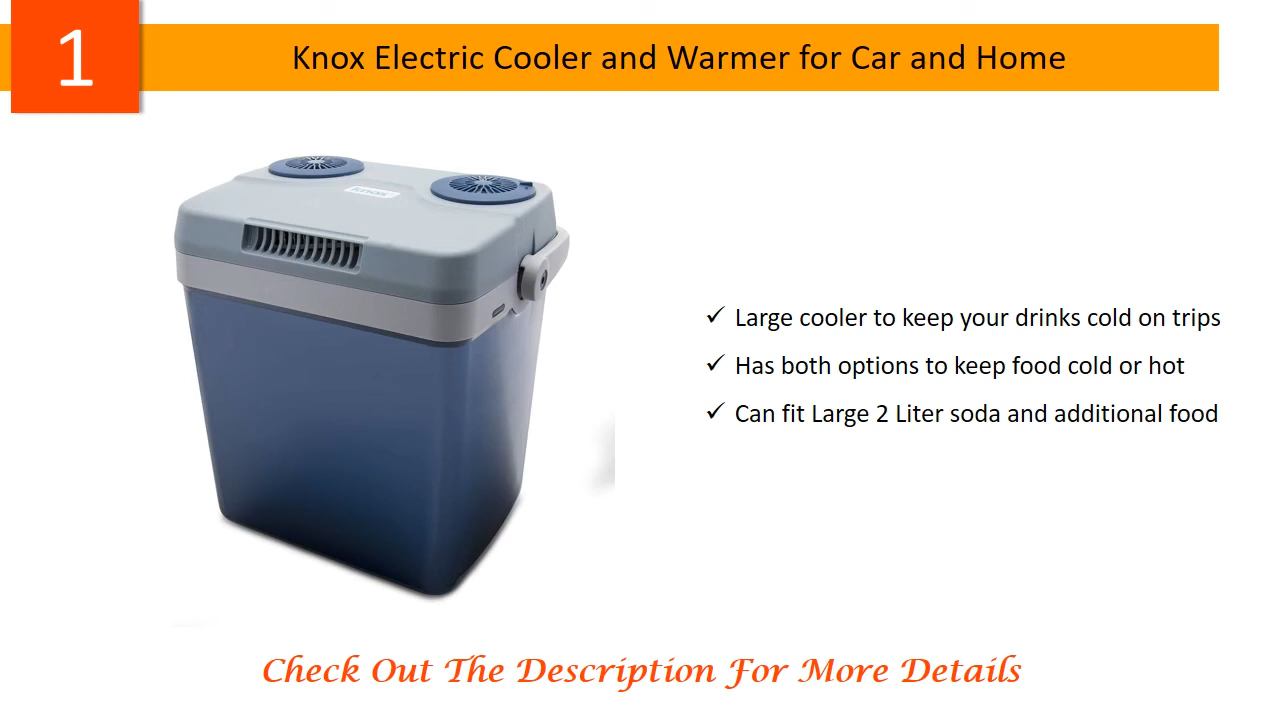 1
Knox Electric Cooler and Warmer for Car and Home
knox
Large cooler to keep your drinks cold on trips
Has both options to keep food cold or hot
Can fit Large 2 Liter soda and additional food
Check Out The Description For More Details